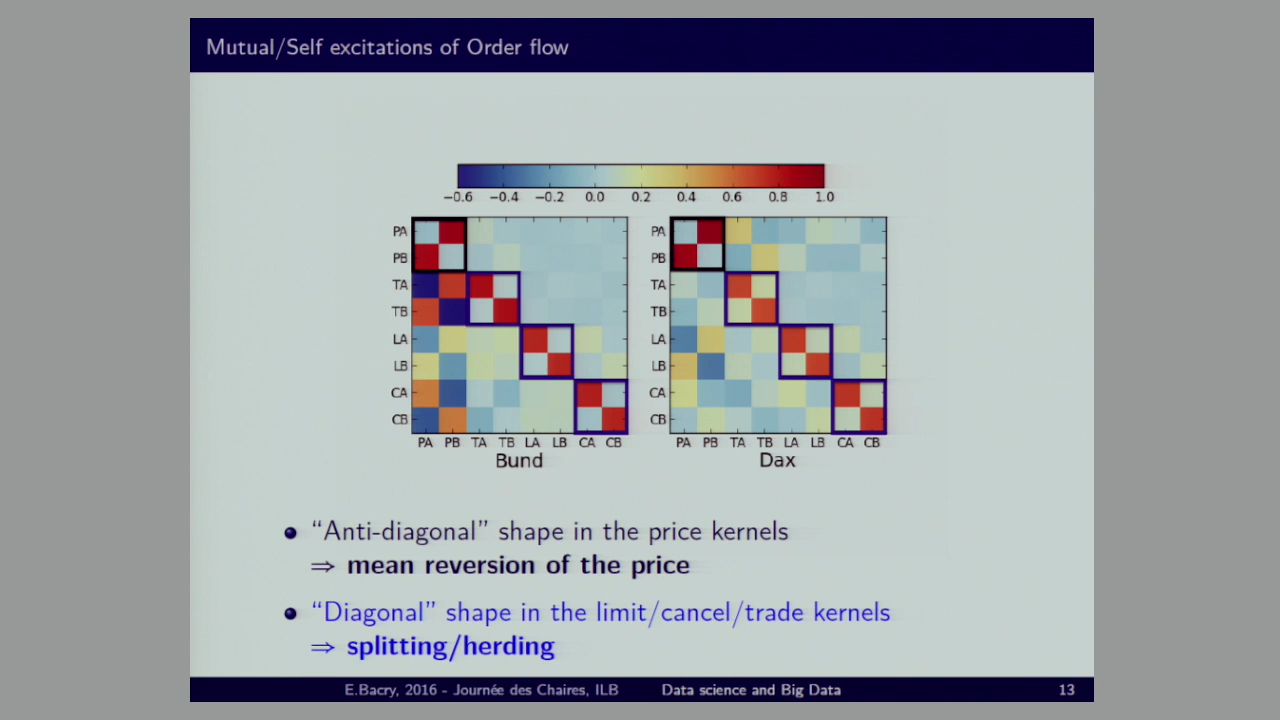 Mutual/Self excitations of Order flow
−0.6 −0.4 −0.2 0.0 0.2 0.4 0.6 0.8 1.0
PA PA
PB PB
TA TA
TB TB
LA LA
LB LB
CA CA
CB CB
PA PB TA TB LA LB CA CB PA PB TA TB LA LB CA CB
Bund Dax
“Anti-diagonal” shape in the price kernels
⇒ mean reversion of the price
“Diagonal” shape in the limit/cancel/trade kernels
⇒ splitting/herding
E.Bacry, 2016 - Journée des Chaires, ILB Data science and Big Data 13